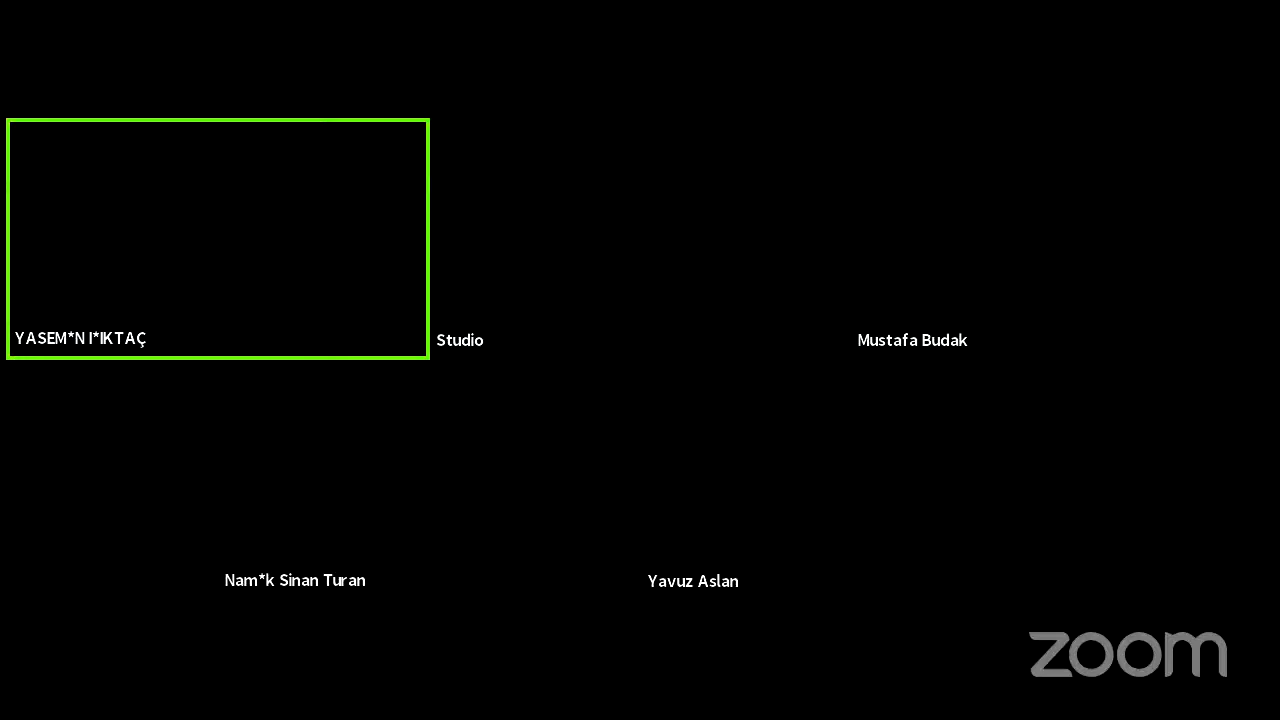 YASEM*N I*IKTAÇ
Studio
Mustafa Budak
Nam*k Sinan Turan
Yavuz Aslan
zoom